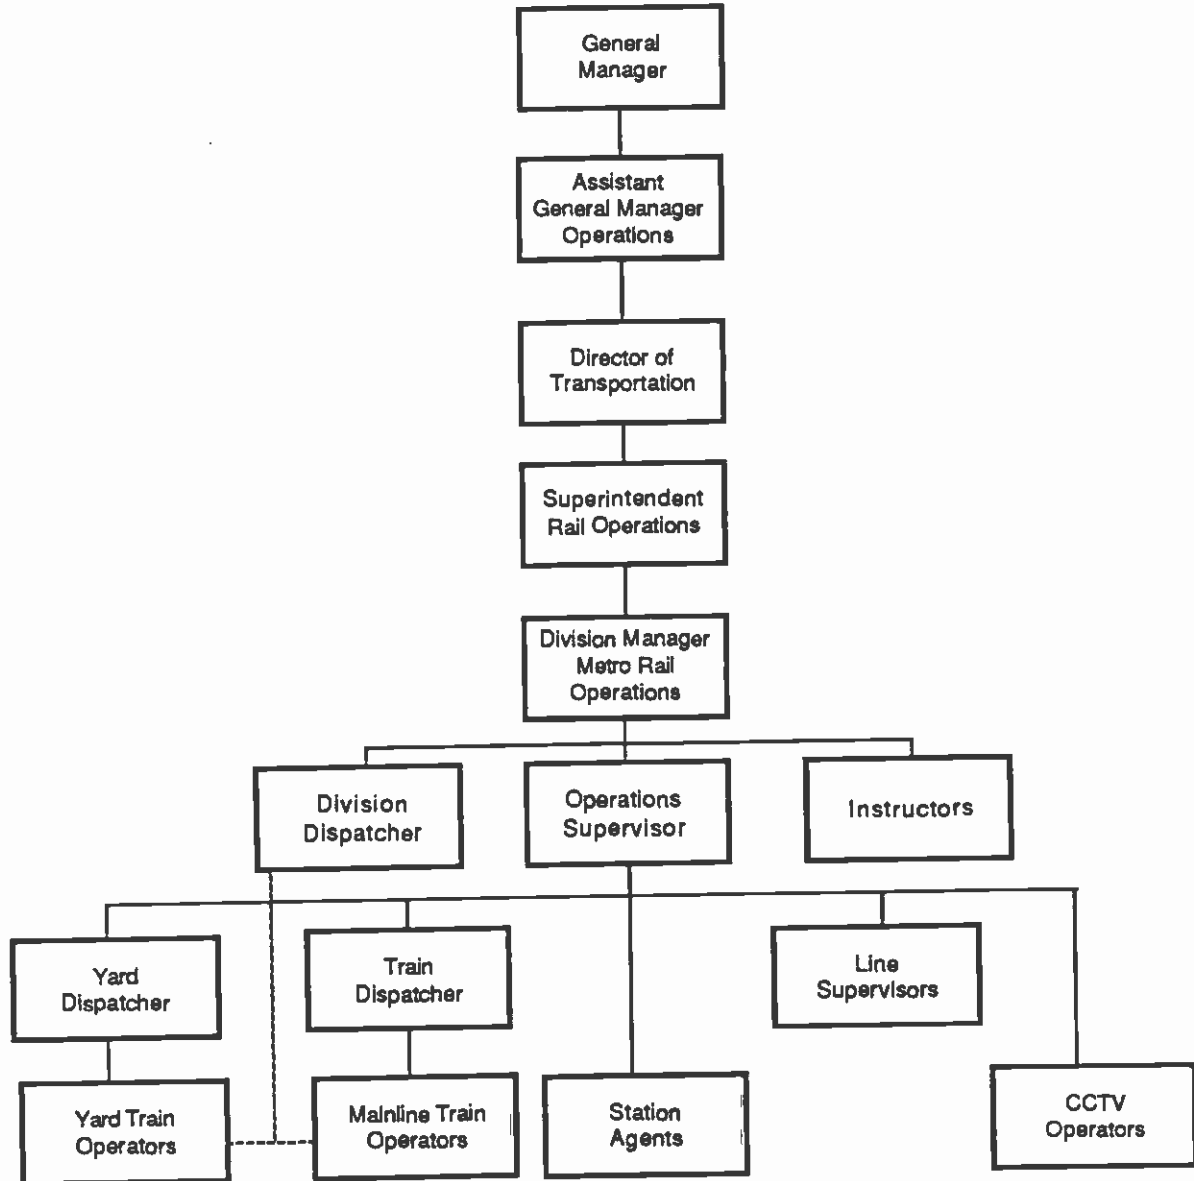 General
Manager
Assistant
General Manager
Operations
Director of
Transportation
Superintendent
Rail Operations
Division Manager
Metro Rail
Operations
Division
Dispatcher
Operations
Supervisor
Instructors
Yard
Dispatcher
Train
Dispatcher
Line
Supervisors
Yard Train
Operators
Mainline Train
Operators
Station
Agents
CCTV
Operators